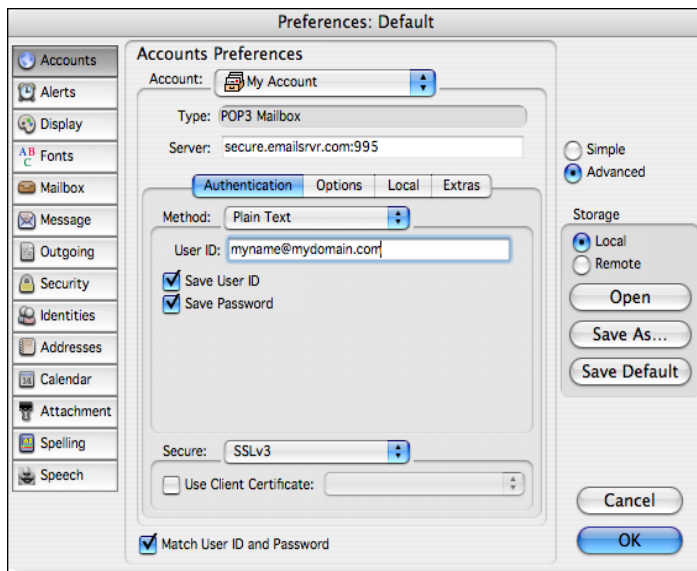 Preferences: Default
Accounts
Alerts
Display
ABC Fonts
Mailbox
Message
Outgoing
Security
Identities
Addresses
Calendar
Attachment
Spelling
Speech
Accounts Preferences
Account: My Account
Type: POP3 Mailbox
Server: secure.emailsrvr.com:995
Authentication Options Local Extras
Method: Plain Text
User ID: myname@mydomain.com
Save User ID
Save Password
Secure: SSLv3
Use Client Certificate:
Match User ID and Password
Simple
Advanced
Storage
Local
Remote
Open
Save As...
Save Default
Cancel
OK